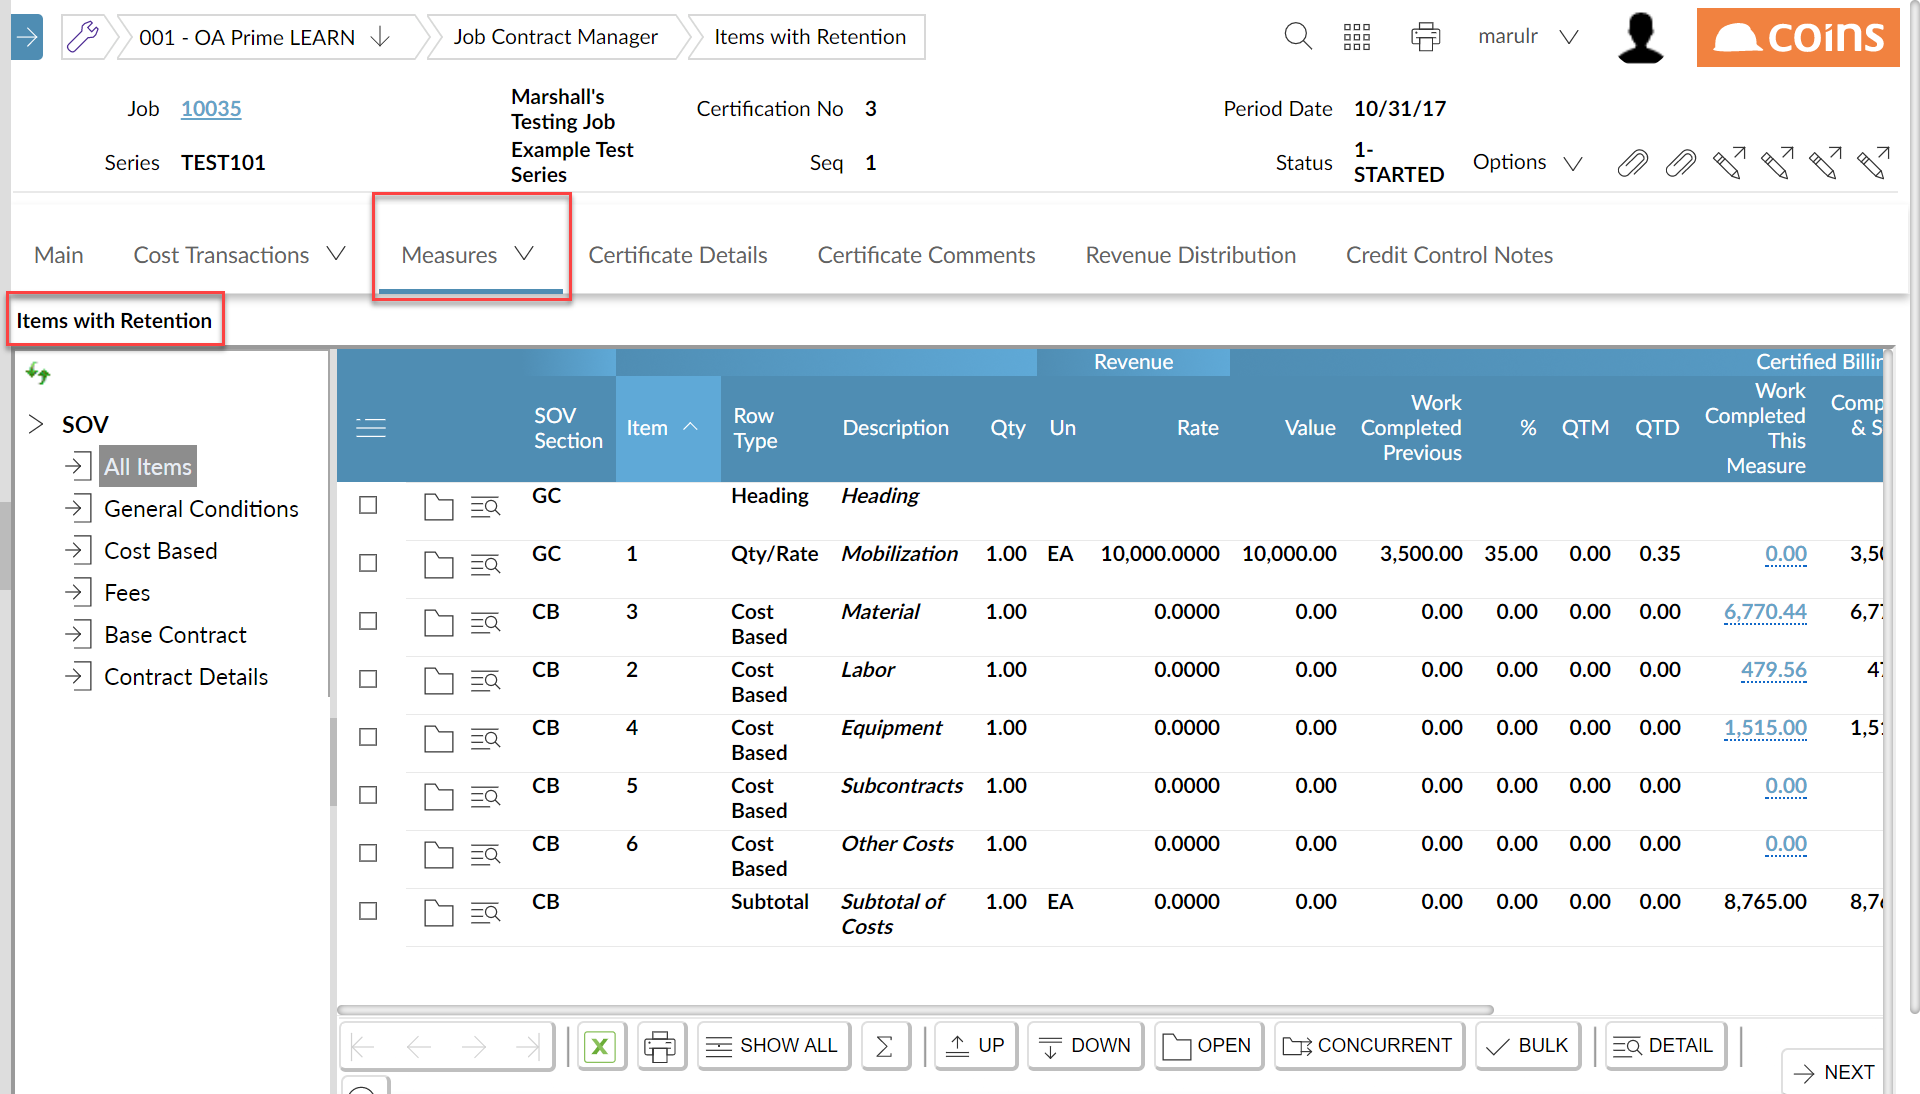 001 - OA Prime LEARN
Job Contract Manager
Items with Retention
marulr
coins
Job 10035 Marshall's Testing Job Certification No 3 Period Date 10/31/17
Series TEST101 Example Test Series Seq 1 Status 1-STARTED Options
Main Cost Transactions Measures Certificate Details Certificate Comments Revenue Distribution Credit Control Notes
Items with Retention
SOV
All Items
General Conditions
Cost Based
Fees
Base Contract
Contract Details
Revenue Certified Billin
SOV Section Item Row Type Description Qty Un Rate Value Work Completed Previous % QTM QTD Work Completed This Measure Comp & S
GC Heading Heading
GC 1 Qty/Rate Mobilization 1.00 EA 10,000.0000 10,000.00 3,500.00 35.00 0.00 0.35 0.00 3,50
CB 3 Cost Based Material 1.00 0.0000 0.00 0.00 0.00 0.00 0.00 6,770.44 6,77
CB 2 Cost Based Labor 1.00 0.0000 0.00 0.00 0.00 0.00 0.00 479.56 47
CB 4 Cost Based Equipment 1.00 0.0000 0.00 0.00 0.00 0.00 0.00 1,515.00 1,51
CB 5 Cost Based Subcontracts 1.00 0.0000 0.00 0.00 0.00 0.00 0.00 0.00
CB 6 Cost Based Other Costs 1.00 0.0000 0.00 0.00 0.00 0.00 0.00 0.00
CB Subtotal Subtotal of Costs 1.00 EA 0.0000 0.00 0.00 0.00 0.00 0.00 8,765.00 8,76
SHOW ALL Σ UP DOWN OPEN CONCURRENT BULK DETAIL
NEXT